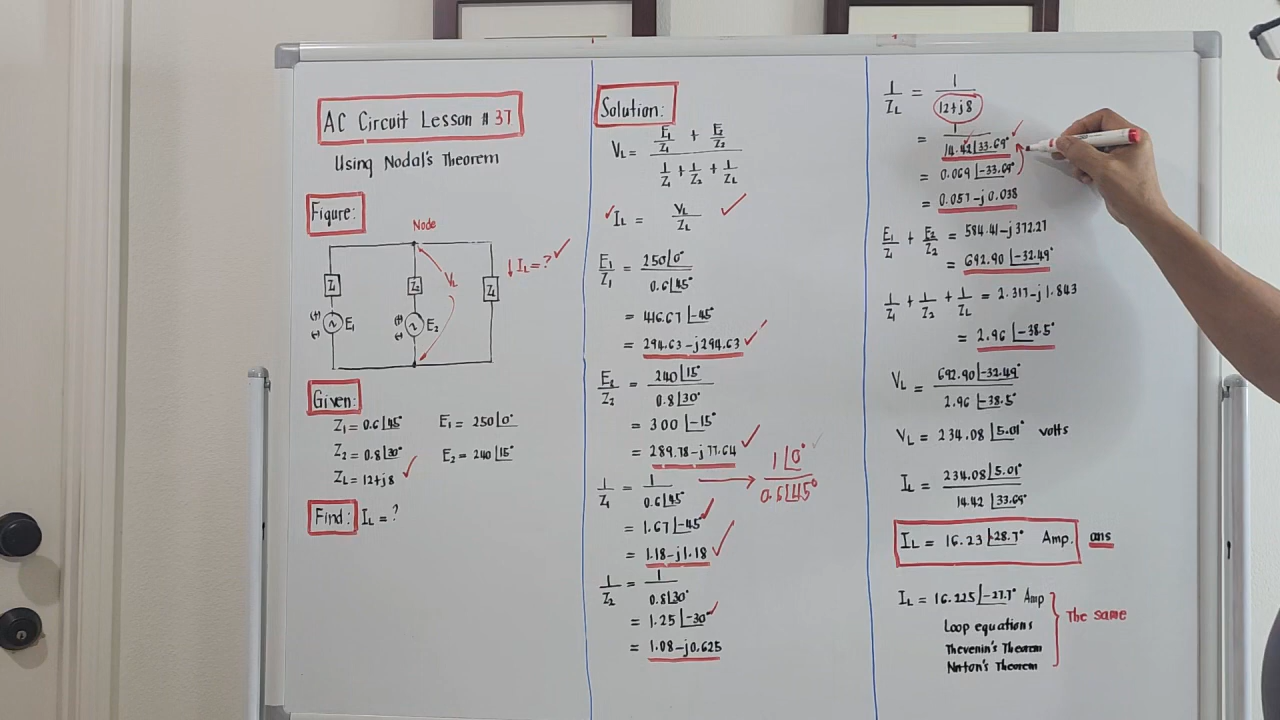 AC Circuit Lesson # 37
Using Nodal's Theorem
Figure:
Node
Z1
Z2
ZL
VL
IL = ?
(+)
(-)
E1
(+)
(-)
E2
Given:
Z1 = 0.6∠45° E1 = 250∠0°
Z2 = 0.8∠30° E2 = 240∠15°
ZL = 12+j8
Find: IL = ?
Solution:
VL = (E1/Z1 + E2/Z2) / (1/Z1 + 1/Z2 + 1/ZL)
IL = VL/ZL
E1/Z1 = 250∠0° / 0.6∠45°
= 416.67∠-45°
= 294.63-j294.63
E2/Z2 = 240∠15° / 0.8∠30°
= 300∠-15°
= 289.78-j77.64
1/Z1 = 1 / 0.6∠45° → 1∠0° / 0.6∠45°
= 1.67∠-45°
= 1.18-j1.18
1/Z2 = 1 / 0.8∠30°
= 1.25∠-30°
= 1.08-j0.625
1/ZL = 1 / 12+j8
= 1 / 14.42∠33.69°
= 0.069∠-33.69°
= 0.057-j0.038
E1/Z1 + E2/Z2 = 584.41-j372.27
= 692.90∠-32.49°
1/Z1 + 1/Z2 + 1/ZL = 2.317-j1.843
= 2.96∠-38.5°
VL = 692.90∠-32.49° / 2.96∠-38.5°
VL = 234.08∠5.01° volts
IL = 234.08∠5.01° / 14.42∠33.69°
IL = 16.23∠-28.7° Amp. ans
IL = 16.225∠-27.7° Amp
Loop equations
Thevenin's Theorem
Norton's Theorem
The same